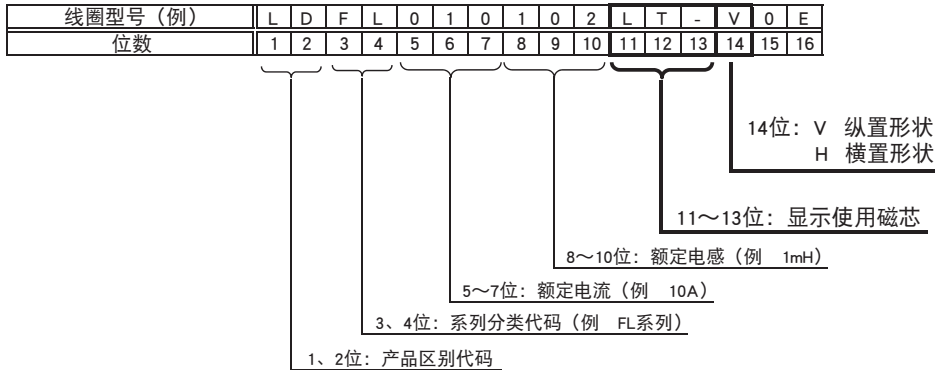 线圈型号（例） L D F L 0 1 0 1 0 2 L T - V 0 E
位数 1 2 3 4 5 6 7 8 9 10 11 12 13 14 15 16
14位：V 纵置形状
H 横置形状
11～13位：显示使用磁芯
8～10位：额定电感（例 1mH）
5～7位：额定电流（例 10A）
3、4位：系列分类代码（例 FL系列）
1、2位：产品区别代码